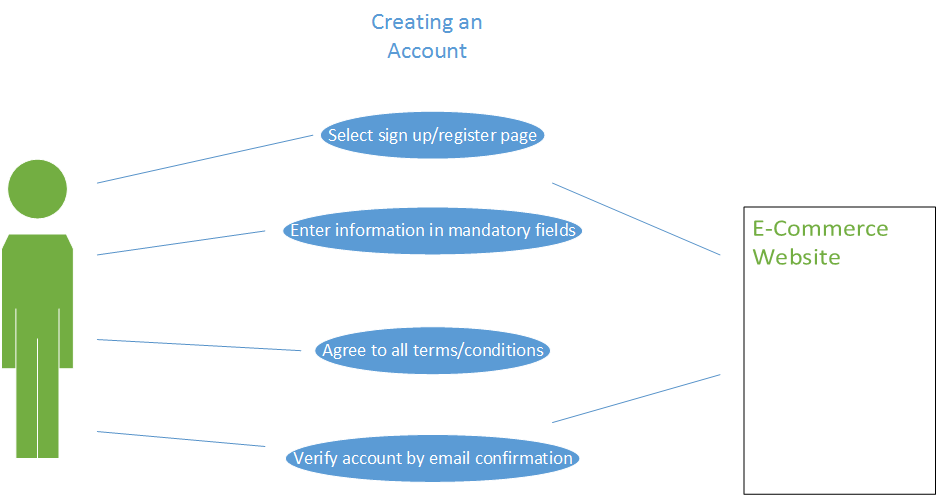 Creating an
Account
Select sign up/register page
Enter information in mandatory fields
E-Commerce
Website
Agree to all terms/conditions
Verify account by email confirmation